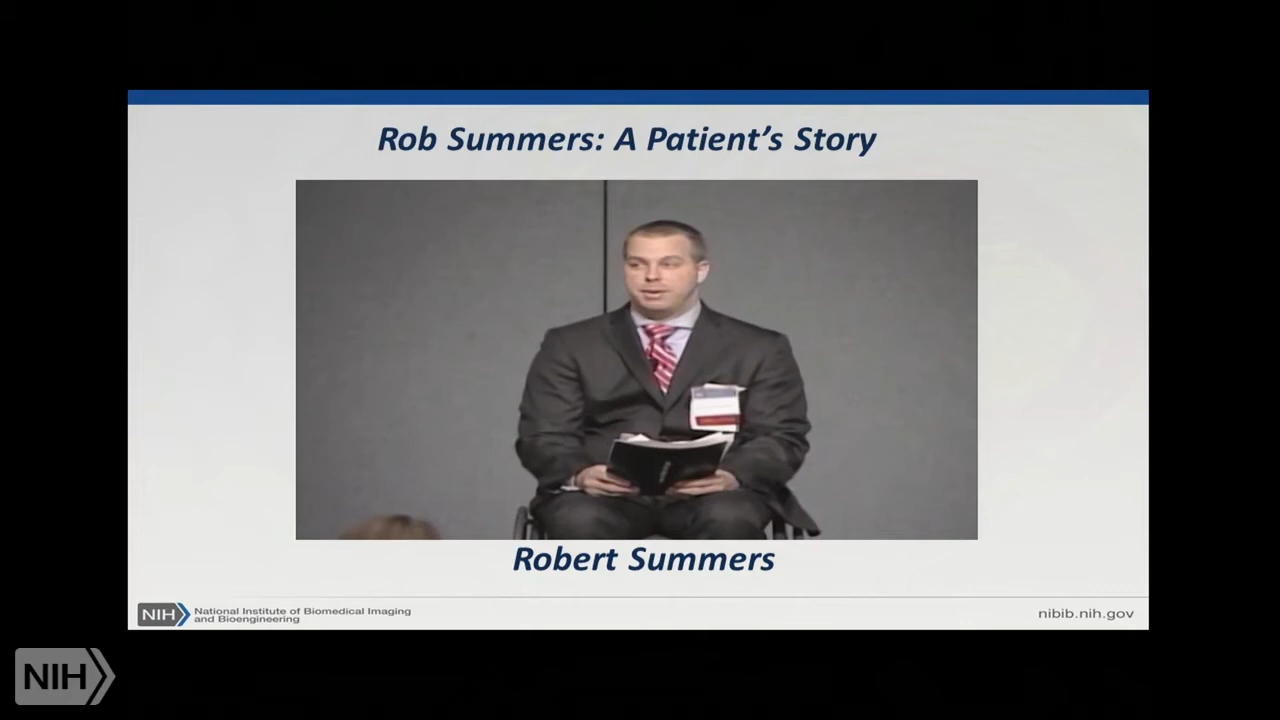 Rob Summers: A Patient's Story
Robert Summers
NIH
National Institute of Biomedical Imaging
and Bioengineering
nibib.nih.gov
NIH